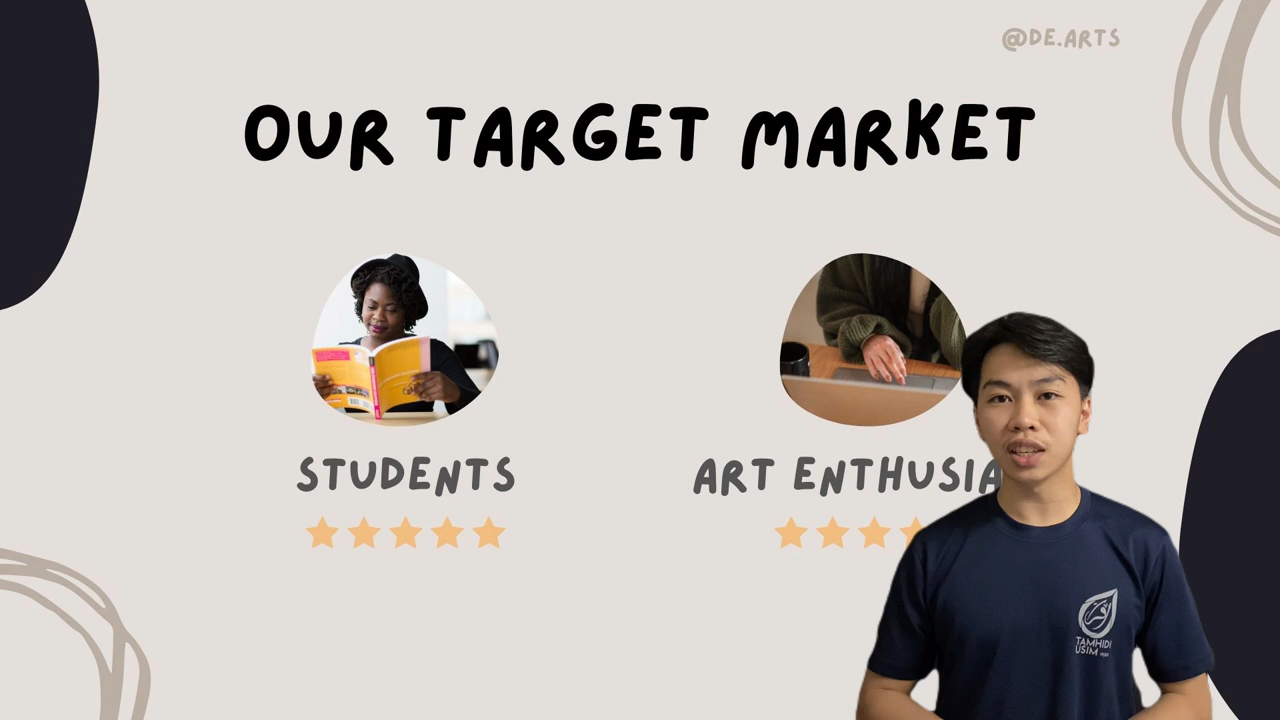 @DE.ARTS
OUR TARGET MARKET
STUDENTS
ART ENTHUSIA
TAMHIDI
USIM